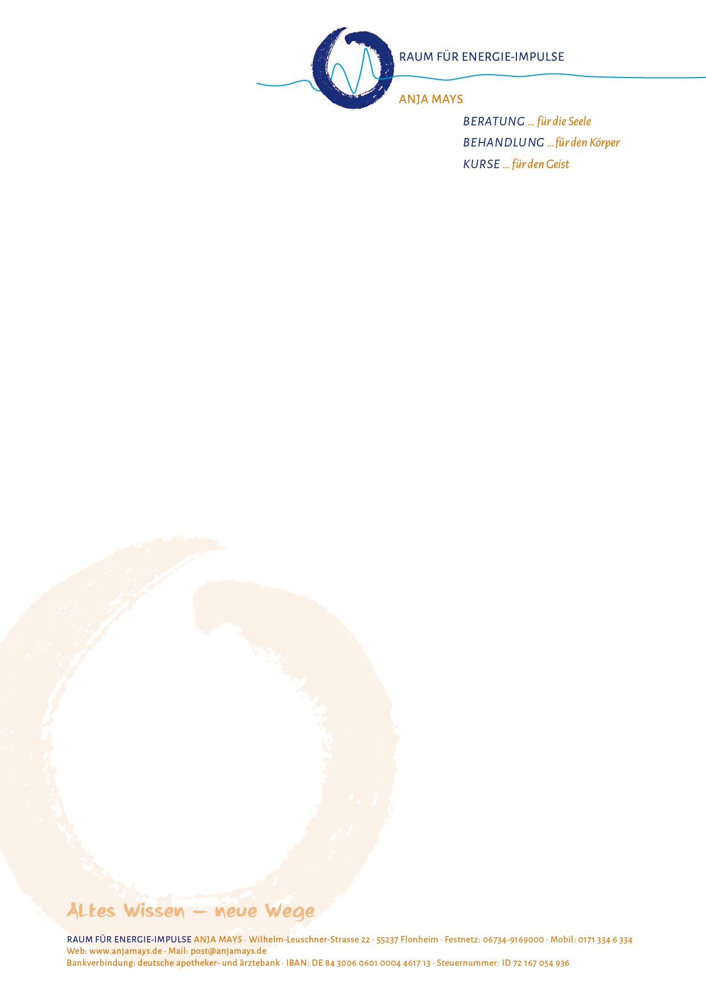 RAUM FÜR ENERGIE-IMPULSE
ANJA MAYS
BERATUNG ... für die Seele
BEHANDLUNG ... für den Körper
KURSE ... für den Geist
Altes Wissen – neue Wege
RAUM FÜR ENERGIE-IMPULSE ANJA MAYS · Wilhelm-Leuschner-Strasse 22 · 55237 Flonheim · Festnetz: 06734-9169000 · Mobil: 0171 334 6 334
Web: www.anjamays.de · Mail: post@anjamays.de
Bankverbindung: deutsche apotheker- und ärztebank · IBAN: DE 84 3006 0601 0004 4617 13 · Steuernummer: ID 72 167 054 936